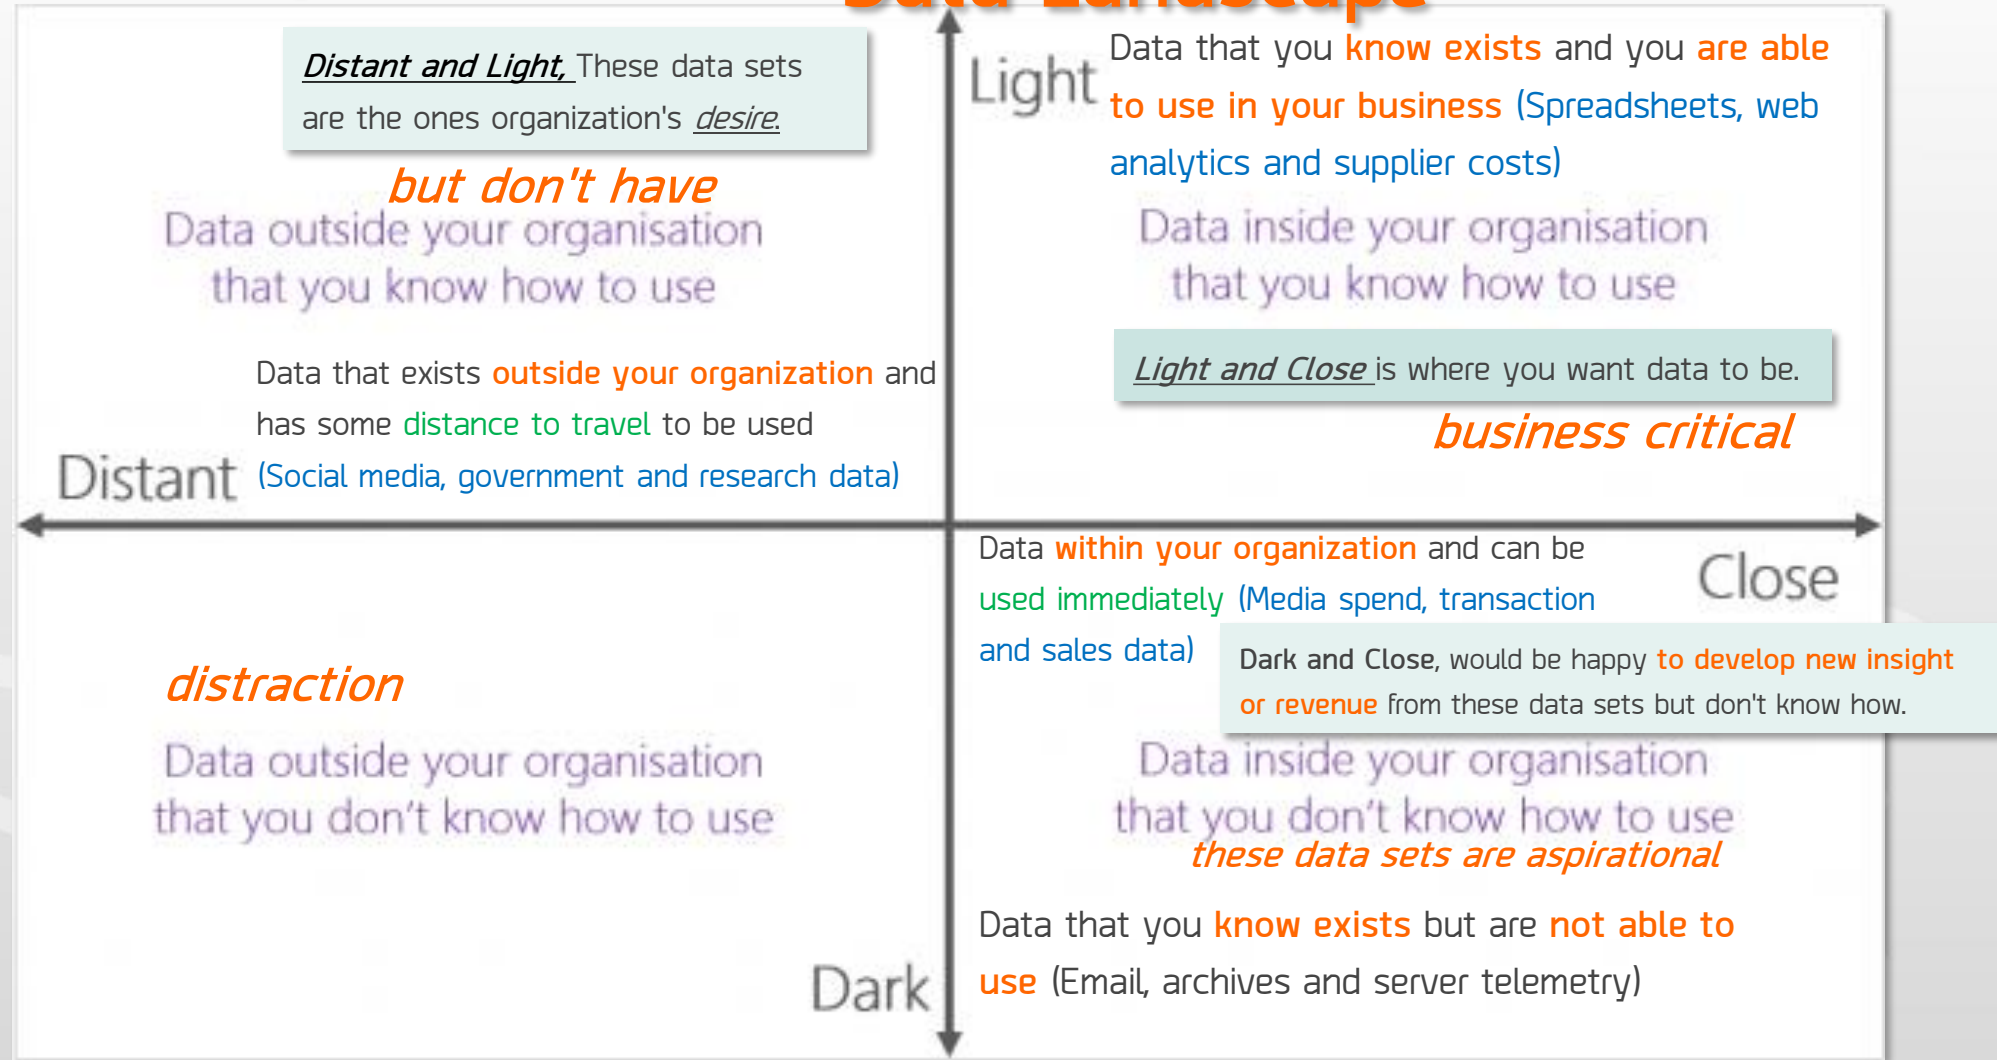 Data Landscape
Distant and Light, These data sets
are the ones organization's desire.
but don't have
Data outside your organisation
that you know how to use
Data that exists outside your organization and
has some distance to travel to be used
(Social media, government and research data)
Distant
Light
Data that you know exists and you are able
to use in your business (Spreadsheets, web
analytics and supplier costs)
Data inside your organisation
that you know how to use
Light and Close is where you want data to be.
business critical
distraction
Data outside your organisation
that you don't know how to use
Data within your organization and can be
used immediately (Media spend, transaction
and sales data)
Close
Dark and Close, would be happy to develop new insight
or revenue from these data sets but don't know how.
Data inside your organisation
that you don't know how to use
these data sets are aspirational
Data that you know exists but are not able to
use (Email, archives and server telemetry)
Dark